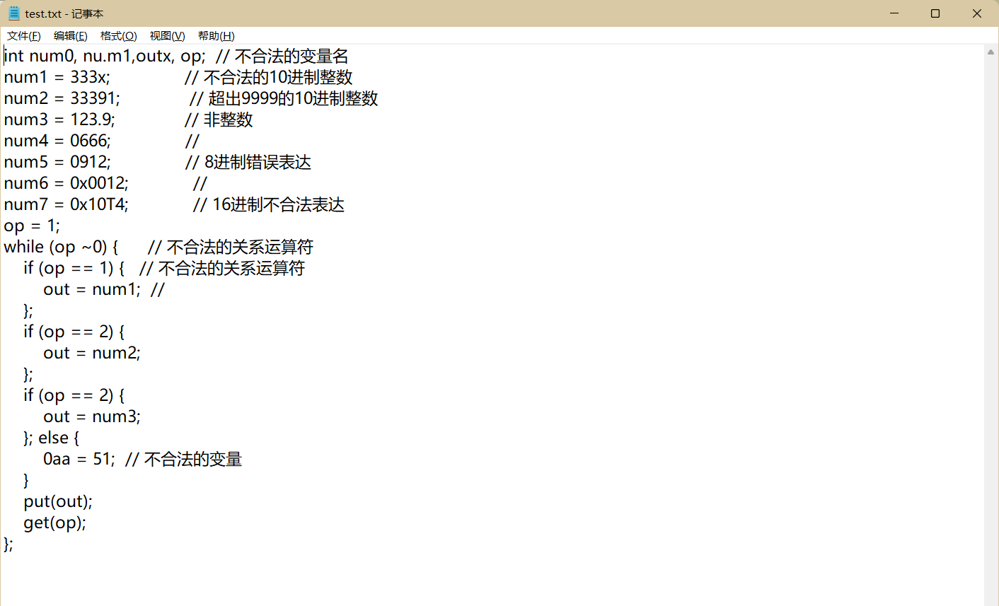 test.txt - 记事本
文件(F) 编辑(E) 格式(O) 视图(V) 帮助(H)
int num0, nu.m1,outx, op;  // 不合法的变量名
num1 = 333x;               // 不合法的10进制整数
num2 = 33391;              // 超出9999的10进制整数
num3 = 123.9;              // 非整数
num4 = 0666;               //
num5 = 0912;               // 8进制错误表达
num6 = 0x0012;             //
num7 = 0x10T4;             // 16进制不合法表达
op = 1;
while (op ~0) {      // 不合法的关系运算符
    if (op == 1) {   // 不合法的关系运算符
        out = num1;  //
    };
    if (op == 2) {
        out = num2;
    };
    if (op == 2) {
        out = num3;
    }; else {
        0aa = 51;  // 不合法的变量
    }
    put(out);
    get(op);
};